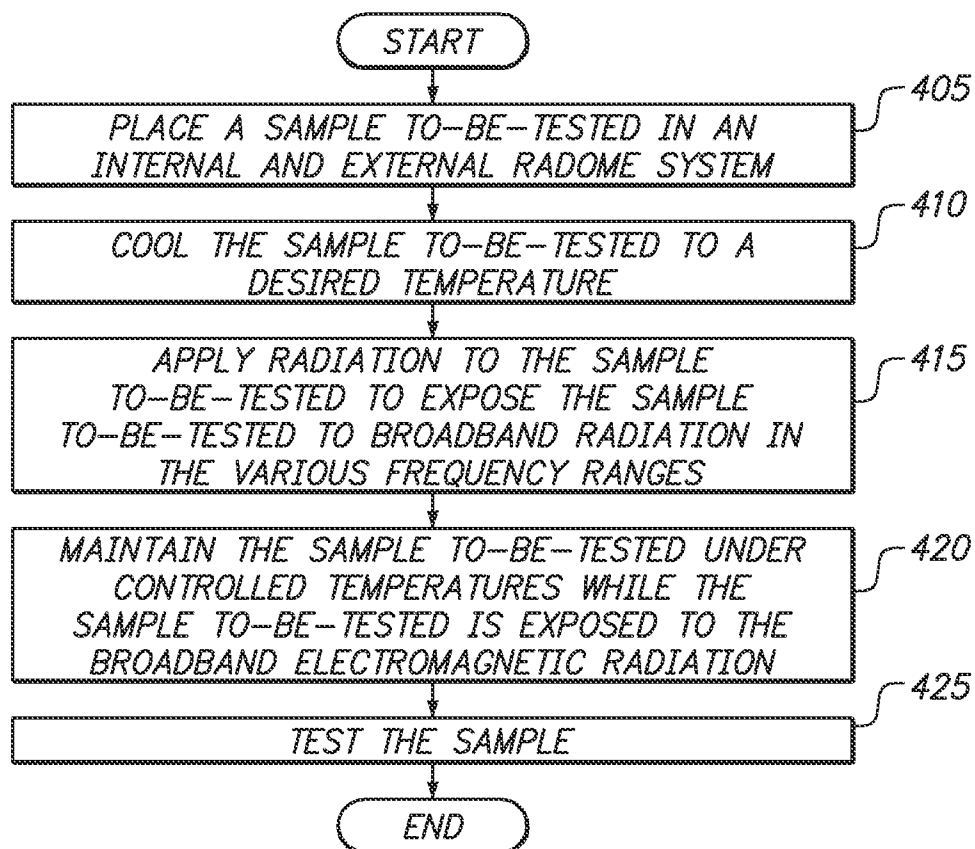 START
405
PLACE A SAMPLE TO-BE-TESTED IN AN
INTERNAL AND EXTERNAL RADOME SYSTEM
410
COOL THE SAMPLE TO-BE-TESTED TO A
DESIRED TEMPERATURE
415
APPLY RADIATION TO THE SAMPLE
TO-BE-TESTED TO EXPOSE THE SAMPLE
TO-BE-TESTED TO BROADBAND RADIATION IN
THE VARIOUS FREQUENCY RANGES
420
MAINTAIN THE SAMPLE TO-BE-TESTED UNDER
CONTROLLED TEMPERATURES WHILE THE
SAMPLE TO-BE-TESTED IS EXPOSED TO THE
BROADBAND ELECTROMAGNETIC RADIATION
425
TEST THE SAMPLE
END